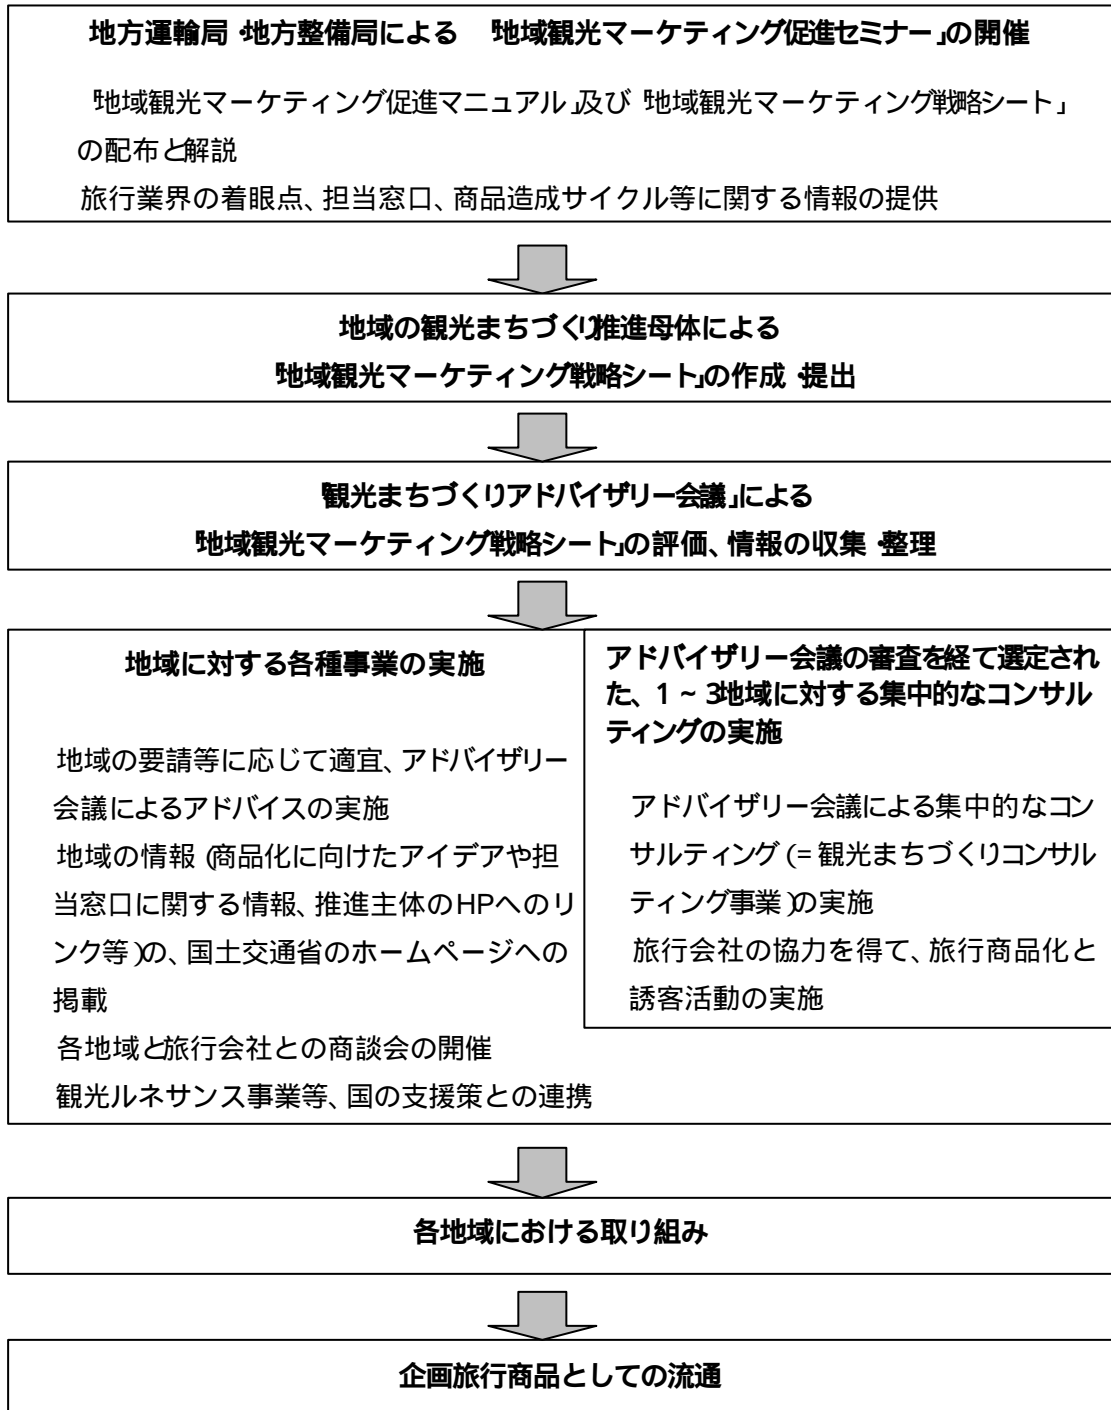 地方運輸局・地方整備局による 「地域観光マーケティング促進セミナー」の開催
「地域観光マーケティング促進マニュアル」及び「地域観光マーケティング戦略シート」
の配布と解説
旅行業界の着眼点、担当窓口、商品造成サイクル等に関する情報の提供
地域の観光まちづくり推進母体による
「地域観光マーケティング戦略シート」の作成・提出
「観光まちづくりアドバイザリー会議」による
「地域観光マーケティング戦略シート」の評価、情報の収集・整理
地域に対する各種事業の実施
地域の要請等に応じて適宜、アドバイザリー
会議によるアドバイスの実施
地域の情報（商品化に向けたアイデアや担
当窓口に関する情報、推進主体のHPへのリ
ンク等）の、国土交通省のホームページへの
掲載
各地域と旅行会社との商談会の開催
観光ルネサンス事業等、国の支援策との連携
アドバイザリー会議の審査を経て選定され
た、1～3地域に対する集中的なコンサル
ティングの実施
アドバイザリー会議による集中的なコン
サルティング（=観光まちづくりコンサル
ティング事業）の実施
旅行会社の協力を得て、旅行商品化と
誘客活動の実施
各地域における取り組み
企画旅行商品としての流通